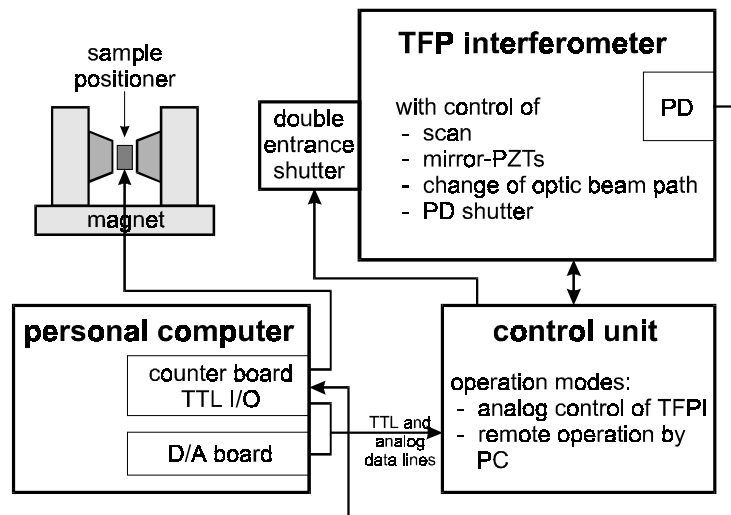 sample
positioner
magnet
TFP interferometer
with control of
- scan
- mirror-PZTs
- change of optic beam path
- PD shutter
PD
double
entrance
shutter
personal computer
counter board
TTL I/O
D/A board
TTL and
analog
data lines
control unit
operation modes:
- analog control of TFPI
- remote operation by
PC